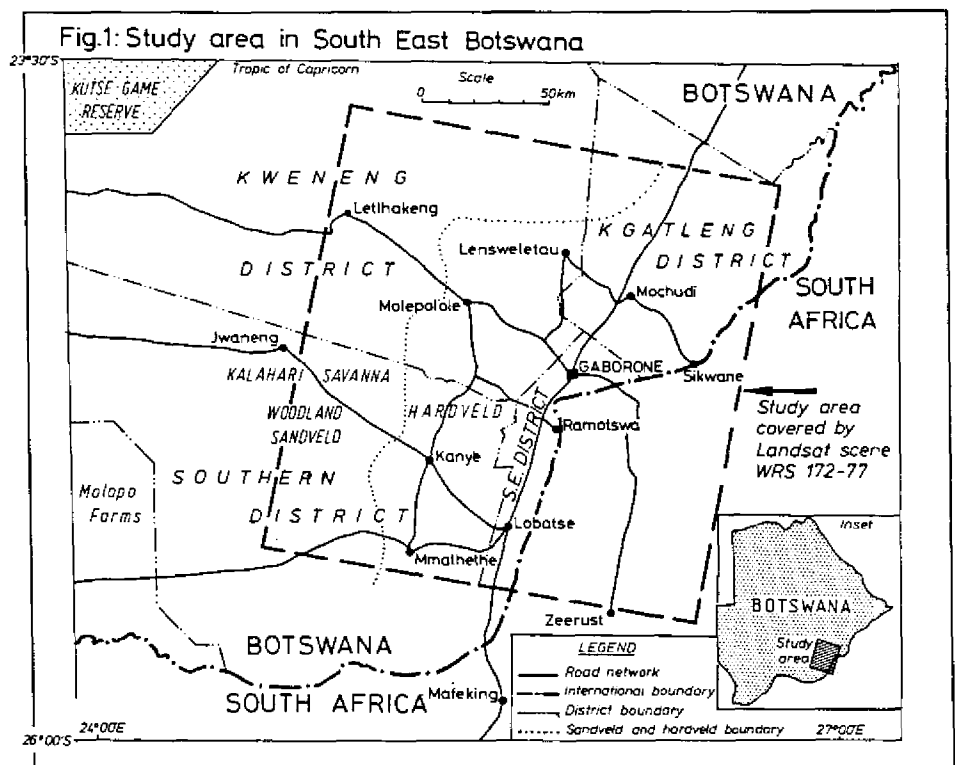 Fig.1: Study area in South East Botswana
23°30'S
Tropic of Capricorn
Scale
0 50km
KUTSE GAME
RESERVE
BOTSWANA
KWENENG
Letlhakeng
KGATLENG
Lensweletau
DISTRICT
DISTRICT
Mochudi
SOUTH
AFRICA
Molepolole
Jwaneng
GABORONE
Sikwane
KALAHARI SAVANNA
WOODLAND
SANDVELD
HARDVELD
S.E. DISTRICT
Ramotswa
Study area
covered by
Landsat scene
WRS 172-77
Kanye
SOUTHERN
Molopo
Farms
DISTRICT
Lobatse
Mmathethe
Inset
BOTSWANA
Study
area
Zeerust
BOTSWANA
SOUTH AFRICA
Mafeking
LEGEND
Road network
International boundary
District boundary
Sandveld and hardveld boundary
24°00'E
27°00'E
26°00'S